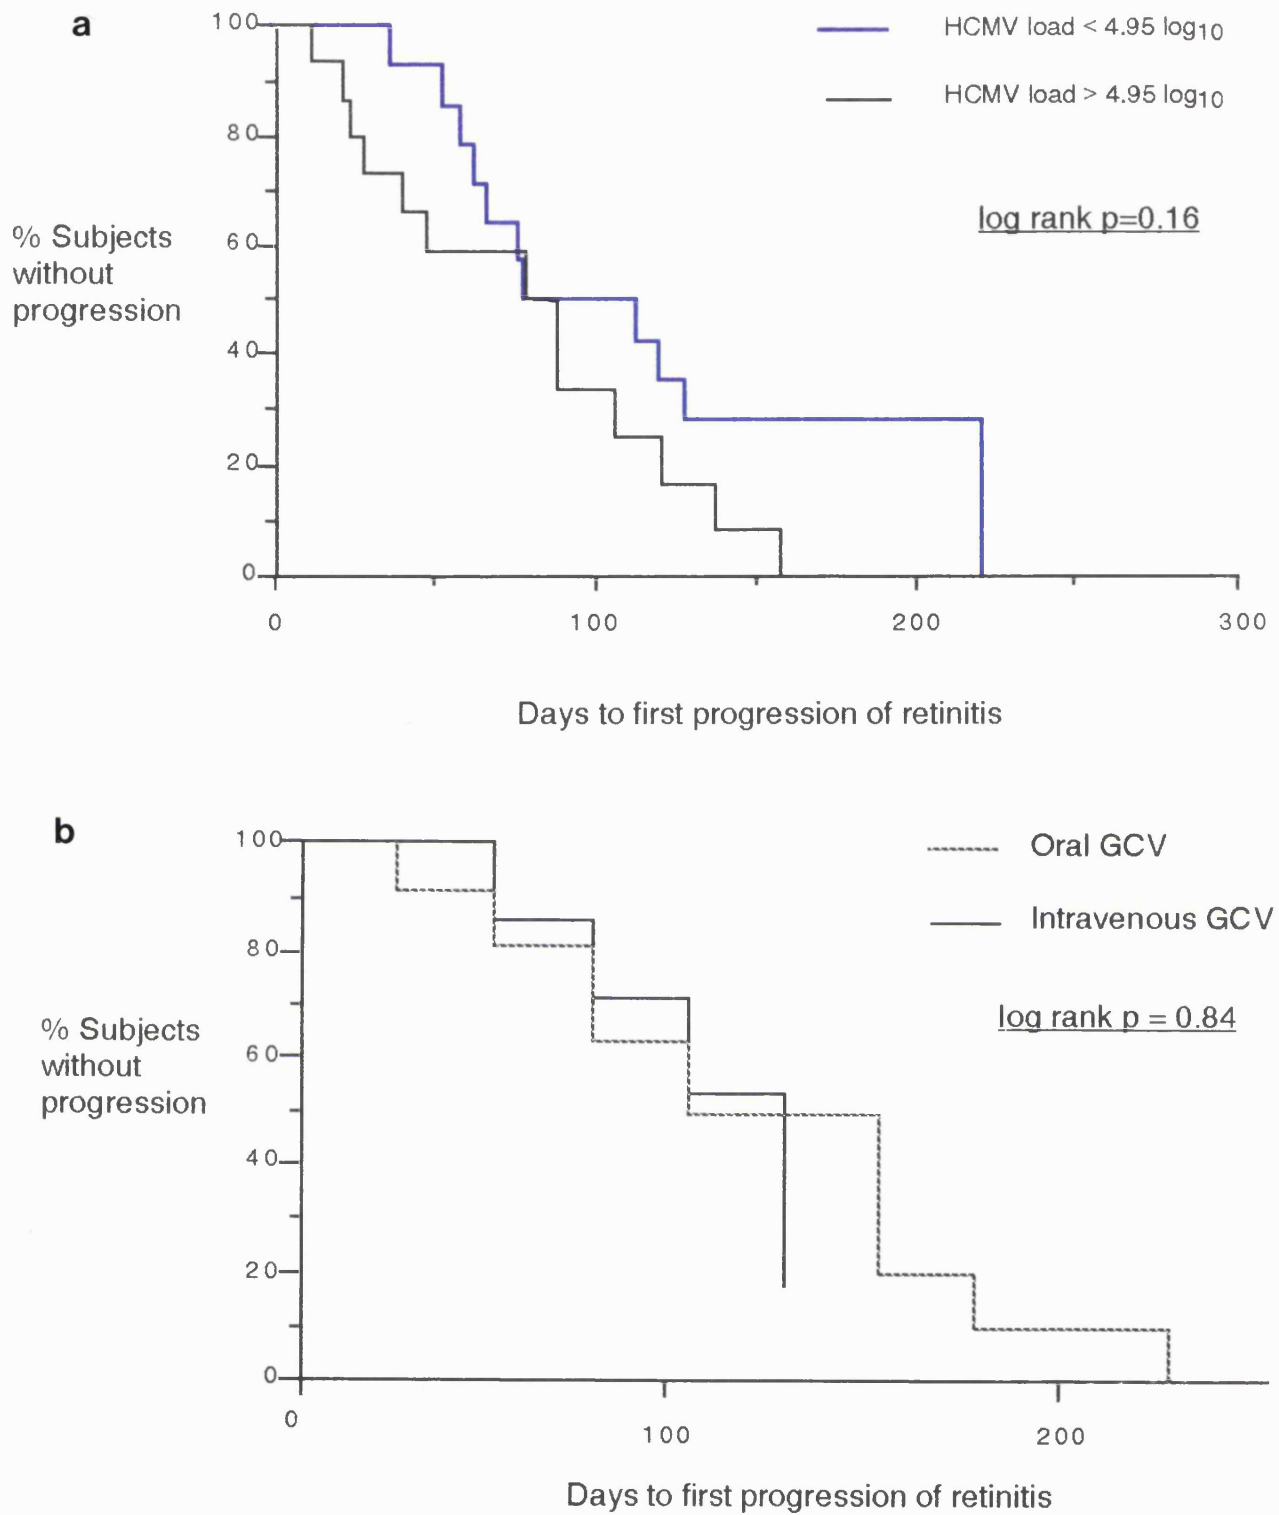 a
HCMV load < 4.95 log10
HCMV load > 4.95 log10
log rank p=0.16
% Subjects
without
progression
100
80
60
40
20
0
0 100 200 300
Days to first progression of retinitis
b
Oral GCV
Intravenous GCV
log rank p = 0.84
% Subjects
without
progression
100
80
60
40
20
0
0 100 200
Days to first progression of retinitis